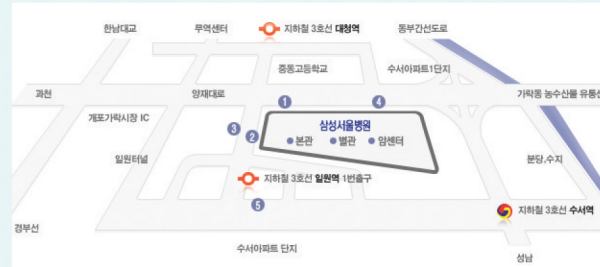 한남대교
무역센터
지하철 3호선 대청역
동부간선도로
중동고등학교
수서아파트1단지
과천
양재대로
가락동 농수산물 유통선
1
4
개포가락시장 IC
3
2
삼성서울병원
본관
별관
암센터
일원터널
분당,수지
지하철 3호선 일원역 1번출구
5
지하철 3호선 수서역
경부선
수서아파트 단지
성남